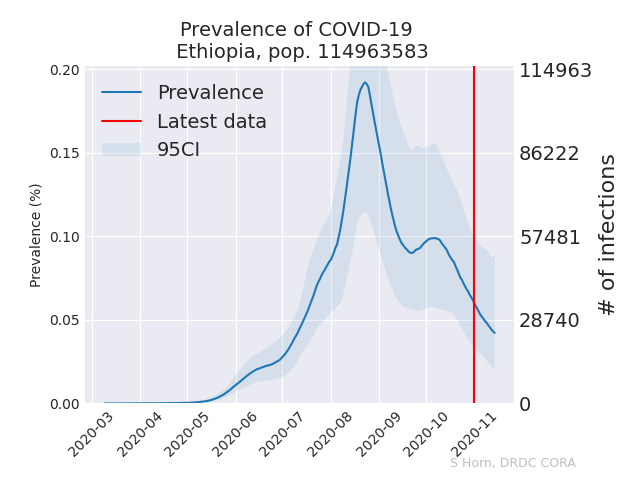 Prevalence of COVID-19
Ethiopia, pop. 114963583
Prevalence
Latest data
95CI
Prevalence (%)
0.20
0.15
0.10
0.05
0.00
114963
86222
57481
28740
0
# of infections
2020-03
2020-04
2020-05
2020-06
2020-07
2020-08
2020-09
2020-10
2020-11
S Horn, DRDC CORA